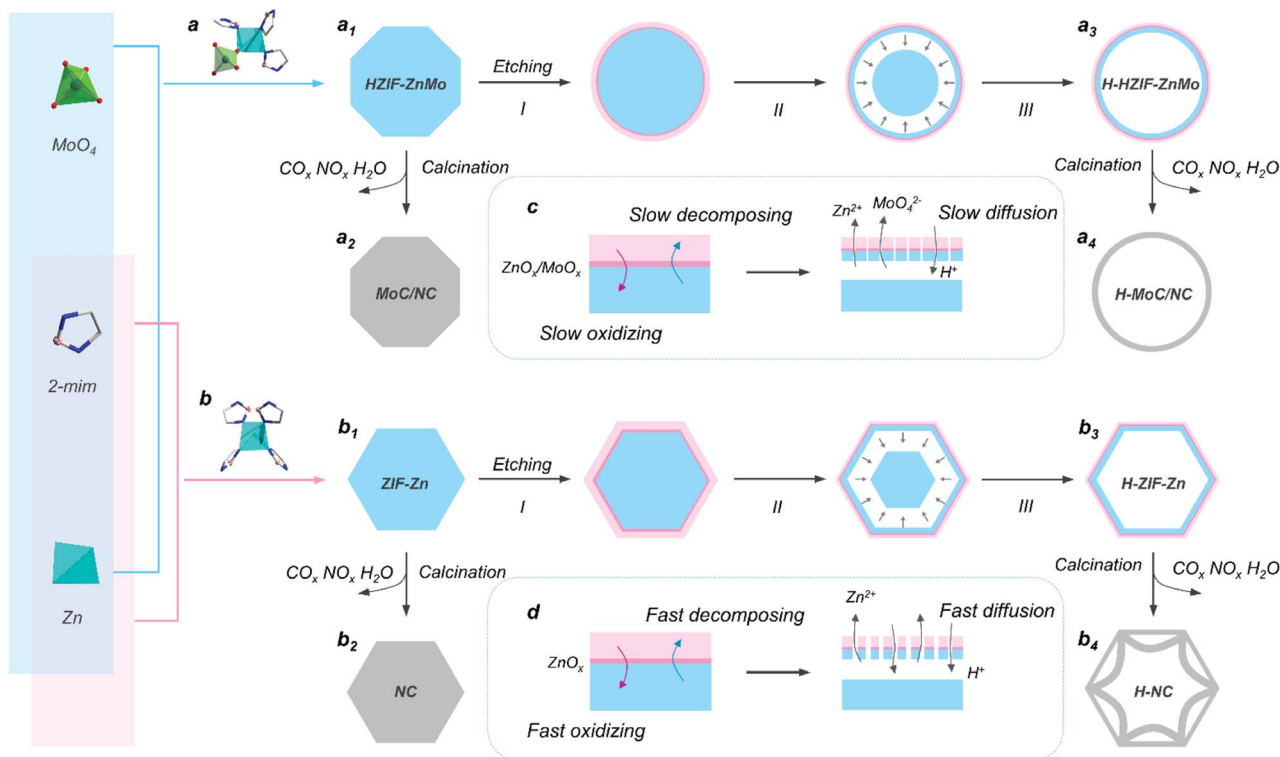 MoO₄
2-mim
Zn
a
a₁
HZIF-ZnMo
Etching
I
II
III
a₃
H-HZIF-ZnMo
COₓ NOₓ H₂O
Calcination
Calcination
COₓ NOₓ H₂O
a₂
MoC/NC
c
Slow decomposing
ZnOₓ/MoOₓ
Slow oxidizing
Zn²⁺
MoO₄²⁻
Slow diffusion
H⁺
a₄
H-MoC/NC
b
b₁
ZIF-Zn
Etching
I
II
III
b₃
H-ZIF-Zn
COₓ NOₓ H₂O
Calcination
Calcination
COₓ NOₓ H₂O
b₂
NC
d
Fast decomposing
ZnOₓ
Fast oxidizing
Zn²⁺
Fast diffusion
H⁺
b₄
H-NC